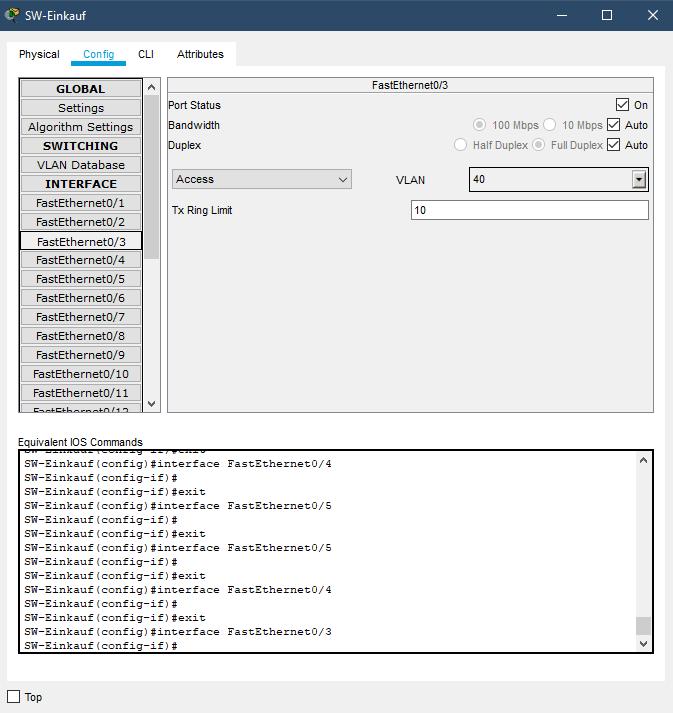 SW-Einkauf
Physical Config CLI Attributes
GLOBAL
Settings
Algorithm Settings
SWITCHING
VLAN Database
INTERFACE
FastEthernet0/1
FastEthernet0/2
FastEthernet0/3
FastEthernet0/4
FastEthernet0/5
FastEthernet0/6
FastEthernet0/7
FastEthernet0/8
FastEthernet0/9
FastEthernet0/10
FastEthernet0/11
FastEthernet0/12
FastEthernet0/3
Port Status On
Bandwidth 100 Mbps 10 Mbps Auto
Duplex Half Duplex Full Duplex Auto
Access VLAN 40
Tx Ring Limit 10
Equivalent IOS Commands
SW-Einkauf(config-if)#exit
SW-Einkauf(config)#interface FastEthernet0/4
SW-Einkauf(config-if)#
SW-Einkauf(config-if)#exit
SW-Einkauf(config)#interface FastEthernet0/5
SW-Einkauf(config-if)#
SW-Einkauf(config-if)#exit
SW-Einkauf(config)#interface FastEthernet0/5
SW-Einkauf(config-if)#
SW-Einkauf(config-if)#exit
SW-Einkauf(config)#interface FastEthernet0/4
SW-Einkauf(config-if)#
SW-Einkauf(config-if)#exit
SW-Einkauf(config)#interface FastEthernet0/3
SW-Einkauf(config-if)#
Top